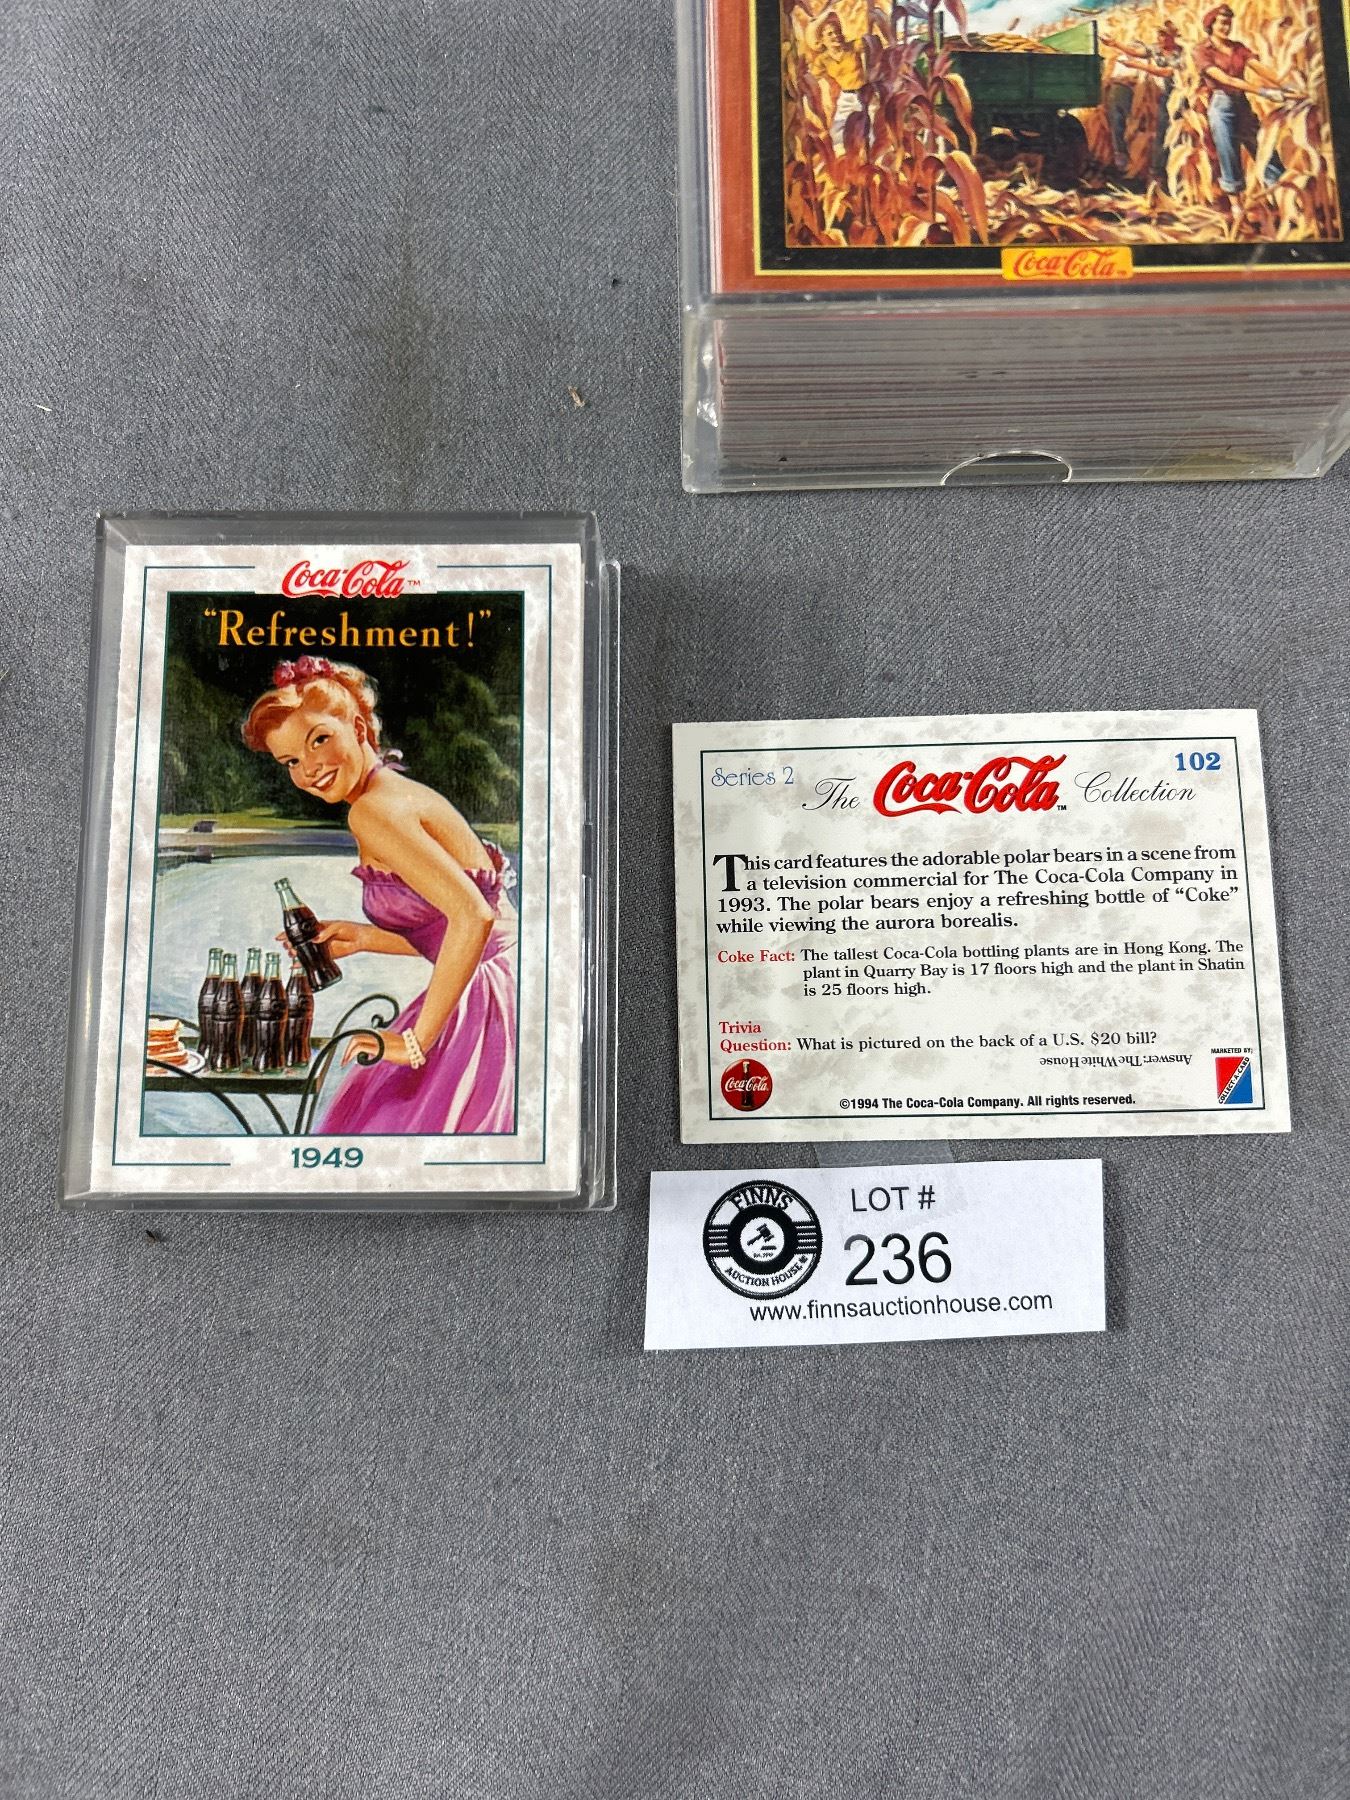 Coca-Cola
Coca-Cola™
"Refreshment!"
1949
Series 2
The Coca-Cola™ Collection
102
This card features the adorable polar bears in a scene from
a television commercial for The Coca-Cola Company in
1993. The polar bears enjoy a refreshing bottle of "Coke"
while viewing the aurora borealis.
Coke Fact: The tallest Coca-Cola bottling plants are in Hong Kong. The
plant in Quarry Bay is 17 floors high and the plant in Shatin
is 25 floors high.
Trivia
Question: What is pictured on the back of a U.S. $20 bill?
Answer: The White House
Coca-Cola
MARKETED BY:
COLLECT-A-CARD
©1994 The Coca-Cola Company. All rights reserved.
FINNS
AUCTION HOUSE
LOT #
236
www.finnsauctionhouse.com